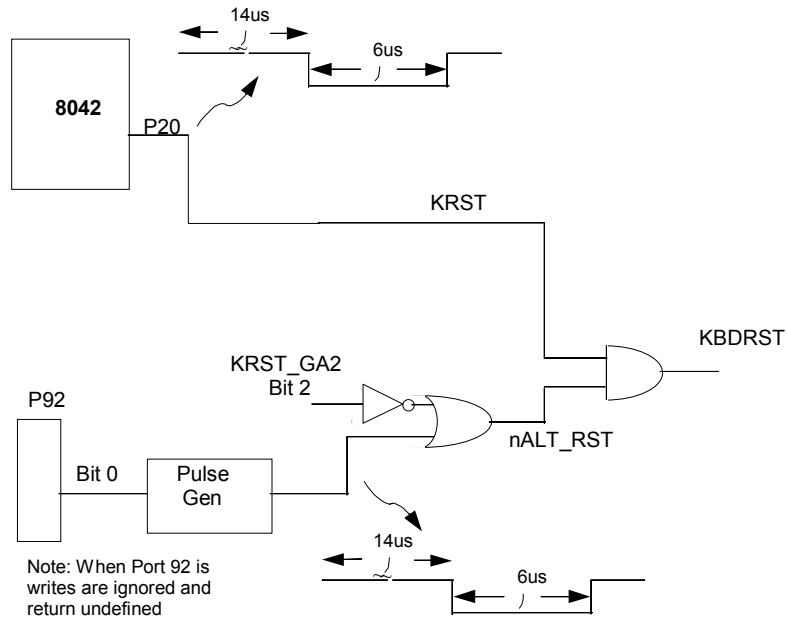 14us
6us
8042
P20
KRST
KBDRST
KRST_GA2
Bit 2
P92
nALT_RST
Bit 0
Pulse
Gen
14us
6us
Note: When Port 92 is
writes are ignored and
return undefined